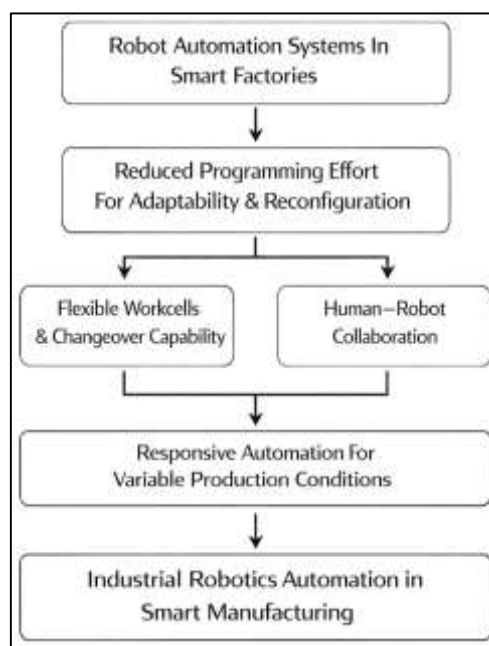 Robot Automation Systems In
Smart Factories
Reduced Programming Effort
For Adaptability & Reconfiguration
Flexible Workcells
& Changeover Capability
Human–Robot
Collaboration
Responsive Automation For
Variable Production Conditions
Industrial Robotics Automation in
Smart Manufacturing